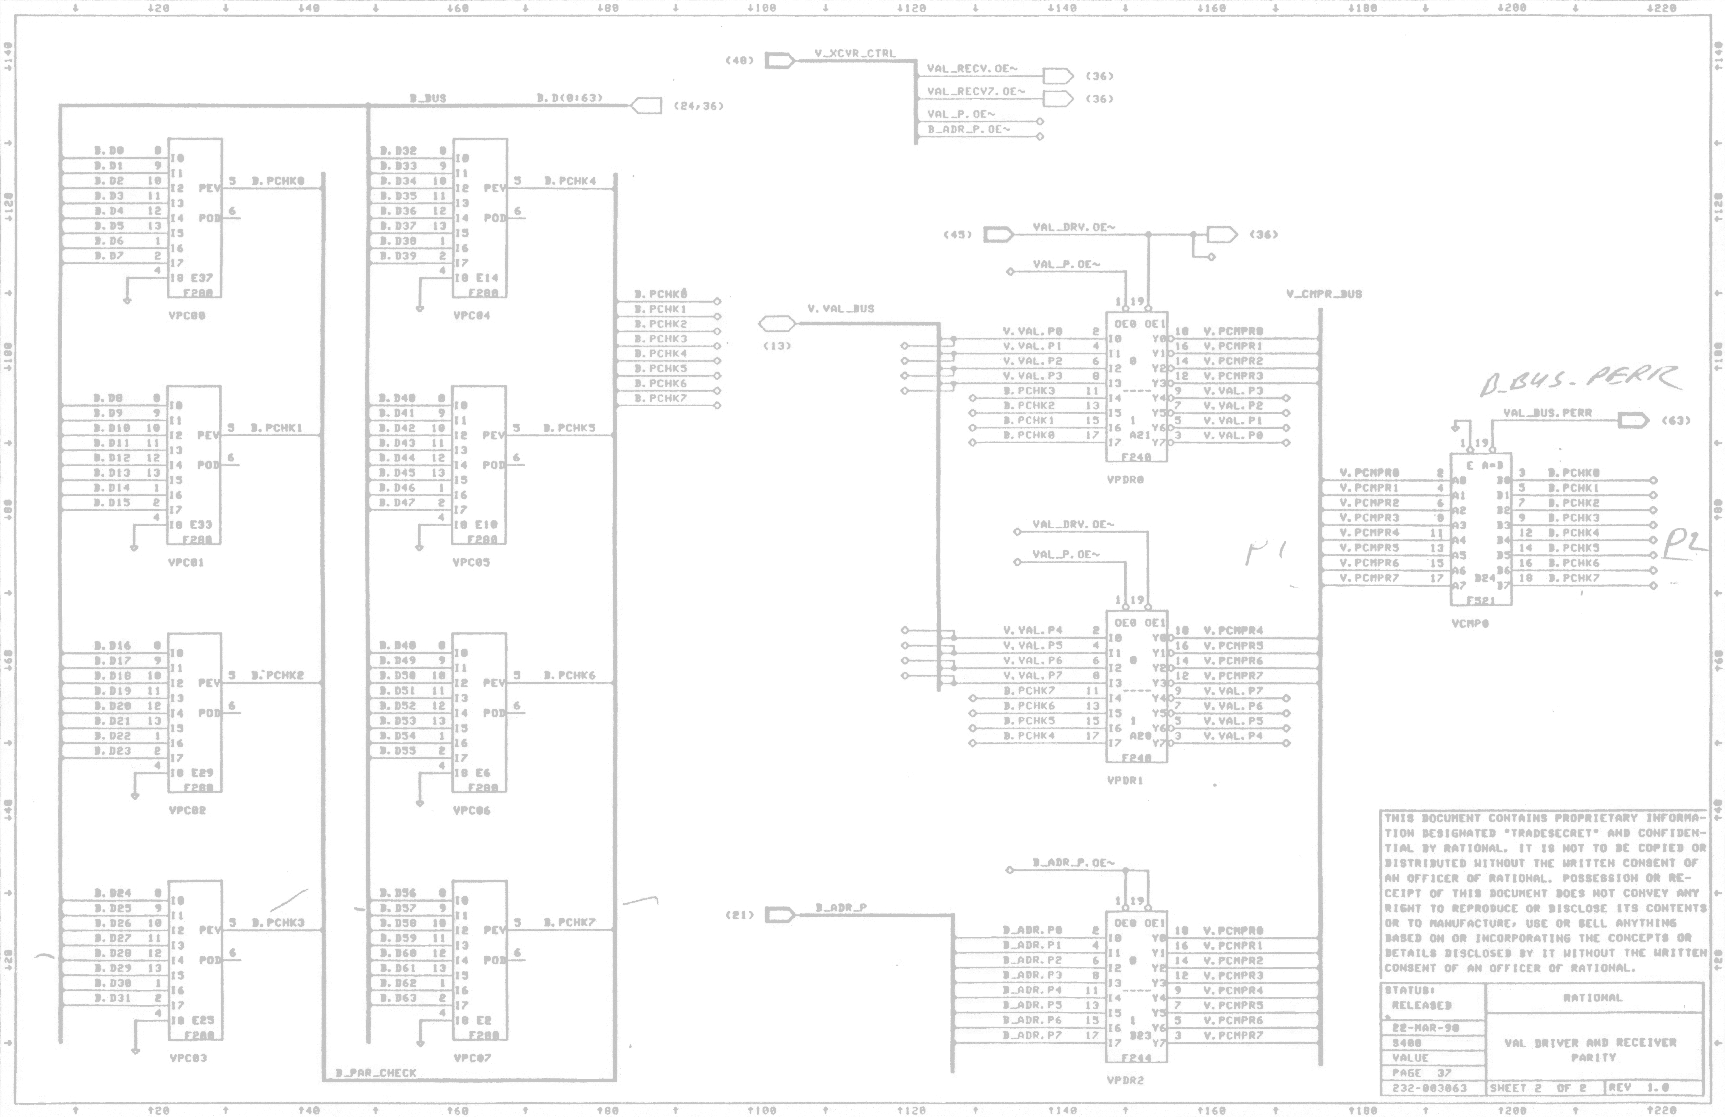 ↓20 ↓40 ↓60 ↓80 ↓100 ↓120 ↓140 ↓160 ↓180 ↓200 ↓220
(40) V_XCVR_CTRL
VAL_RECV.OE~ (36)
VAL_RECV7.OE~ (36)
VAL_P.OE~
B_ADR_P.OE~
B_BUS B.D(0:63) (24,36)
B.D0 8 I0
B.D1 9 I1
B.D2 10 I2 PEV 5 B.PCHK0
B.D3 11 I3
B.D4 12 I4 POD 6
B.D5 13 I5
B.D6 1 I6
B.D7 2 I7
4 I8 E37
F280
VPC00
B.D32 8 I0
B.D33 9 I1
B.D34 10 I2 PEV 5 B.PCHK4
B.D35 11 I3
B.D36 12 I4 POD 6
B.D37 13 I5
B.D38 1 I6
B.D39 2 I7
4 I8 E14
F280
VPC04
B.D8 8 I0
B.D9 9 I1
B.D10 10 I2 PEV 5 B.PCHK1
B.D11 11 I3
B.D12 12 I4 POD 6
B.D13 13 I5
B.D14 1 I6
B.D15 2 I7
4 I8 E33
F280
VPC01
B.D40 8 I0
B.D41 9 I1
B.D42 10 I2 PEV 5 B.PCHK5
B.D43 11 I3
B.D44 12 I4 POD 6
B.D45 13 I5
B.D46 1 I6
B.D47 2 I7
4 I8 E10
F280
VPC05
B.D16 8 I0
B.D17 9 I1
B.D18 10 I2 PEV 5 B.PCHK2
B.D19 11 I3
B.D20 12 I4 POD 6
B.D21 13 I5
B.D22 1 I6
B.D23 2 I7
4 I8 E29
F280
VPC02
B.D48 8 I0
B.D49 9 I1
B.D50 10 I2 PEV 5 B.PCHK6
B.D51 11 I3
B.D52 12 I4 POD 6
B.D53 13 I5
B.D54 1 I6
B.D55 2 I7
4 I8 E6
F280
VPC06
B.D24 8 I0
B.D25 9 I1
B.D26 10 I2 PEV 5 B.PCHK3
B.D27 11 I3
B.D28 12 I4 POD 6
B.D29 13 I5
B.D30 1 I6
B.D31 2 I7
4 I8 E25
F280
VPC03
B.D56 8 I0
B.D57 9 I1
B.D58 10 I2 PEV 5 B.PCHK7
B.D59 11 I3
B.D60 12 I4 POD 6
B.D61 13 I5
B.D62 1 I6
B.D63 2 I7
4 I8 E2
F280
VPC07
B_PAR_CHECK
B.PCHK0
B.PCHK1
B.PCHK2
B.PCHK3
B.PCHK4
B.PCHK5
B.PCHK6
B.PCHK7
(45) VAL_DRV.OE~ (36)
VAL_P.OE~
V.VAL_BUS
(13)
V_CMPR_BUS
1 19
OE0 OE1
V.VAL.P0 2 I0 Y0 18 V.PCMPR0
V.VAL.P1 4 I1 Y1 16 V.PCMPR1
V.VAL.P2 6 I2 0 Y2 14 V.PCMPR2
V.VAL.P3 8 I3 Y3 12 V.PCMPR3
B.PCHK3 11 I4 Y4 9 V.VAL.P3
B.PCHK2 13 I5 Y5 7 V.VAL.P2
B.PCHK1 15 I6 1 Y6 5 V.VAL.P1
B.PCHK0 17 I7 A21 Y7 3 V.VAL.P0
F240
VPDR0
VAL_DRV.OE~
VAL_P.OE~
1 19
OE0 OE1
V.VAL.P4 2 I0 Y0 18 V.PCMPR4
V.VAL.P5 4 I1 Y1 16 V.PCMPR5
V.VAL.P6 6 I2 0 Y2 14 V.PCMPR6
V.VAL.P7 8 I3 Y3 12 V.PCMPR7
B.PCHK7 11 I4 Y4 9 V.VAL.P7
B.PCHK6 13 I5 Y5 7 V.VAL.P6
B.PCHK5 15 I6 1 Y6 5 V.VAL.P5
B.PCHK4 17 I7 A20 Y7 3 V.VAL.P4
F240
VPDR1
B_ADR_P.OE~
(21) B_ADR_P
1 19
OE0 OE1
B_ADR.P0 2 I0 Y0 18 V.PCMPR0
B_ADR.P1 4 I1 Y1 16 V.PCMPR1
B_ADR.P2 6 I2 0 Y2 14 V.PCMPR2
B_ADR.P3 8 I3 Y3 12 V.PCMPR3
B_ADR.P4 11 I4 Y4 9 V.PCMPR4
B_ADR.P5 13 I5 Y5 7 V.PCMPR5
B_ADR.P6 15 I6 1 Y6 5 V.PCMPR6
B_ADR.P7 17 I7 B23 Y7 3 V.PCMPR7
F244
VPDR2
B_BUS.PERR
VAL_BUS.PERR (63)
1 19
E A=B
V.PCMPR0 2 A0 B0 3 B.PCHK0
V.PCMPR1 4 A1 B1 5 B.PCHK1
V.PCMPR2 6 A2 B2 7 B.PCHK2
V.PCMPR3 8 A3 B3 9 B.PCHK3
V.PCMPR4 11 A4 B4 12 B.PCHK4
V.PCMPR5 13 A5 B5 14 B.PCHK5
V.PCMPR6 15 A6 B6 16 B.PCHK6
V.PCMPR7 17 A7 B24 B7 18 B.PCHK7
F521
VCMP0
P1
P2
THIS DOCUMENT CONTAINS PROPRIETARY INFORMA-
TION DESIGNATED "TRADESECRET" AND CONFIDEN-
TIAL BY RATIONAL. IT IS NOT TO BE COPIED OR
DISTRIBUTED WITHOUT THE WRITTEN CONSENT OF
AN OFFICER OF RATIONAL. POSSESSION OR RE-
CEIPT OF THIS DOCUMENT DOES NOT CONVEY ANY
RIGHT TO REPRODUCE OR DISCLOSE ITS CONTENTS
OR TO MANUFACTURE, USE OR SELL ANYTHING
BASED ON OR INCORPORATING THE CONCEPTS OR
DETAILS DISCLOSED BY IT WITHOUT THE WRITTEN
CONSENT OF AN OFFICER OF RATIONAL.
STATUS:
RELEASED
RATIONAL
22-MAR-90
S400
VALUE
PAGE 37
232-003063
VAL DRIVER AND RECEIVER
PARITY
SHEET 2 OF 2 REV 1.0
↑20 ↑40 ↑60 ↑80 ↑100 ↑120 ↑140 ↑160 ↑180 ↑200 ↑220